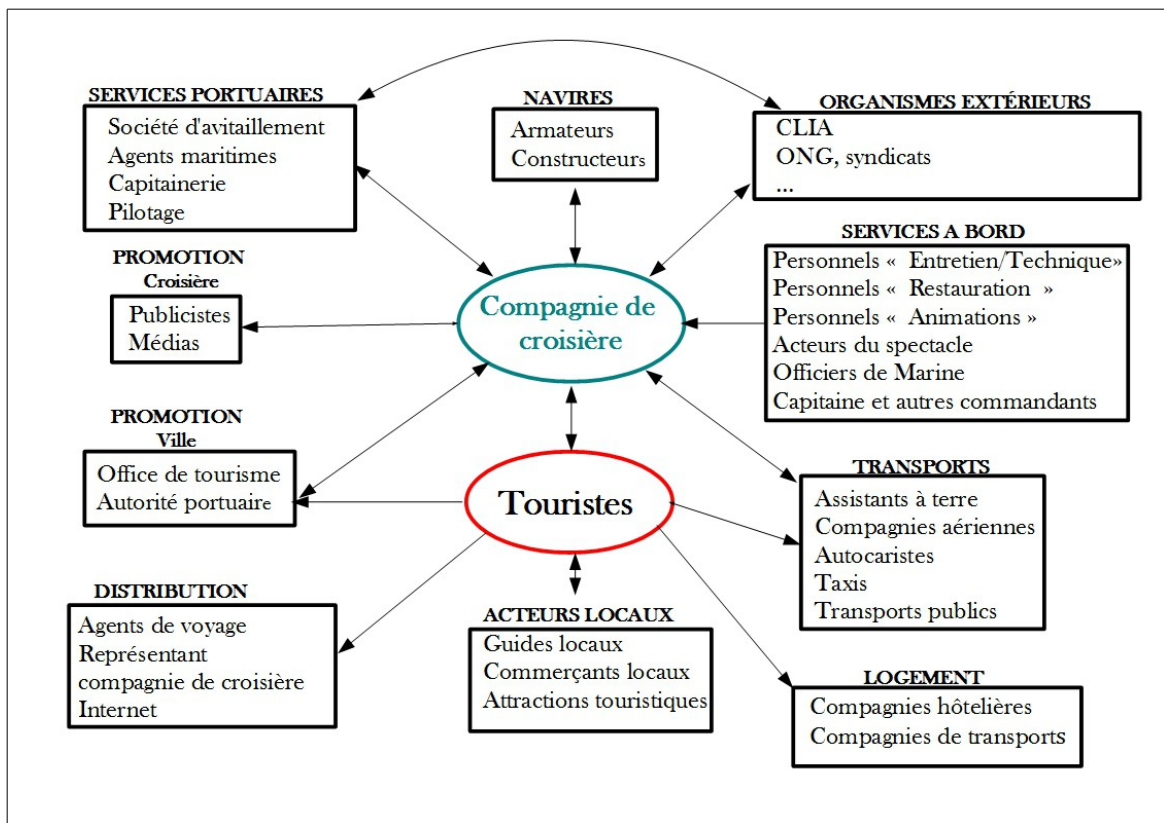 SERVICES PORTUAIRES
Société d'avitaillement
Agents maritimes
Capitainerie
Pilotage
NAVIRES
Armateurs
Constructeurs
ORGANISMES EXTÉRIEURS
CLIA
ONG, syndicats
...
PROMOTION
Croisière
Publicistes
Médias
Compagnie de
croisière
SERVICES A BORD
Personnels «  Entretien/Technique»
Personnels «  Restauration  »
Personnels «  Animations »
Acteurs du spectacle
Officiers de Marine
Capitaine et autres commandants
PROMOTION
Ville
Office de tourisme
Autorité portuaire
Touristes
TRANSPORTS
Assistants à terre
Compagnies aériennes
Autocaristes
Taxis
Transports publics
DISTRIBUTION
Agents de voyage
Représentant
compagnie de croisière
Internet
ACTEURS LOCAUX
Guides locaux
Commerçants locaux
Attractions touristiques
LOGEMENT
Compagnies hôtelières
Compagnies de transports